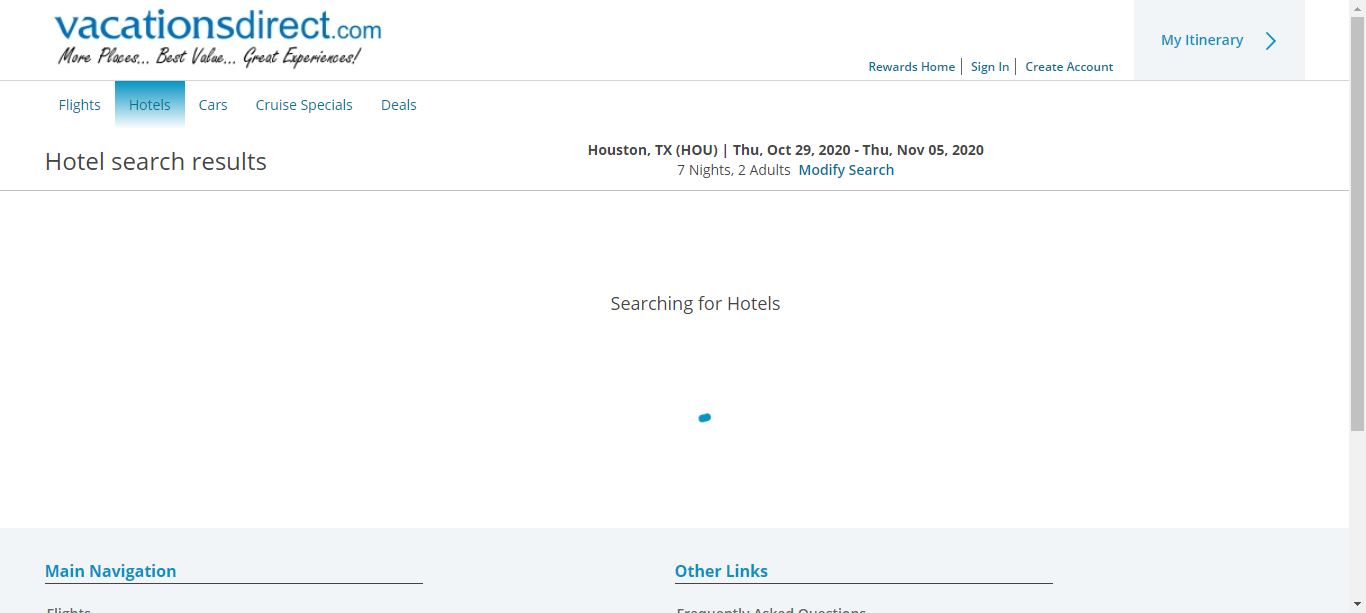 vacationsdirect.com
More Places... Best Value... Great Experiences!
My Itinerary
Rewards Home
Sign In
Create Account
Flights
Hotels
Cars
Cruise Specials
Deals
Hotel search results
Houston, TX (HOU) | Thu, Oct 29, 2020 - Thu, Nov 05, 2020
7 Nights, 2 Adults Modify Search
Searching for Hotels
Main Navigation
Other Links
Flights
Frequently Asked Questions